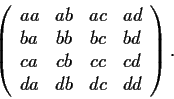 aa ab ac ad
ba bb bc bd
ca cb cc cd
da db dc dd .